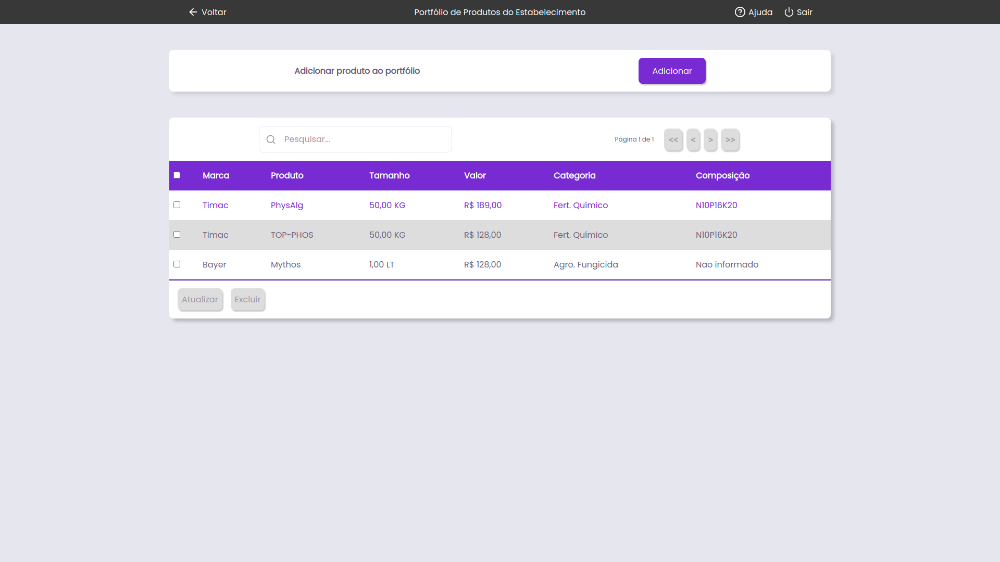 Voltar Portfólio de Produtos do Estabelecimento Ajuda Sair
Adicionar produto ao portfólio Adicionar
Pesquisar... Página 1 de 1 << < > >>
Marca Produto Tamanho Valor Categoria Composição
Timac PhysAlg 50,00 KG R$ 189,00 Fert. Químico N10P16K20
Timac TOP-PHOS 50,00 KG R$ 128,00 Fert. Químico N10P16K20
Bayer Mythos 1,00 LT R$ 128,00 Agro. Fungicida Não informado
Atualizar Excluir